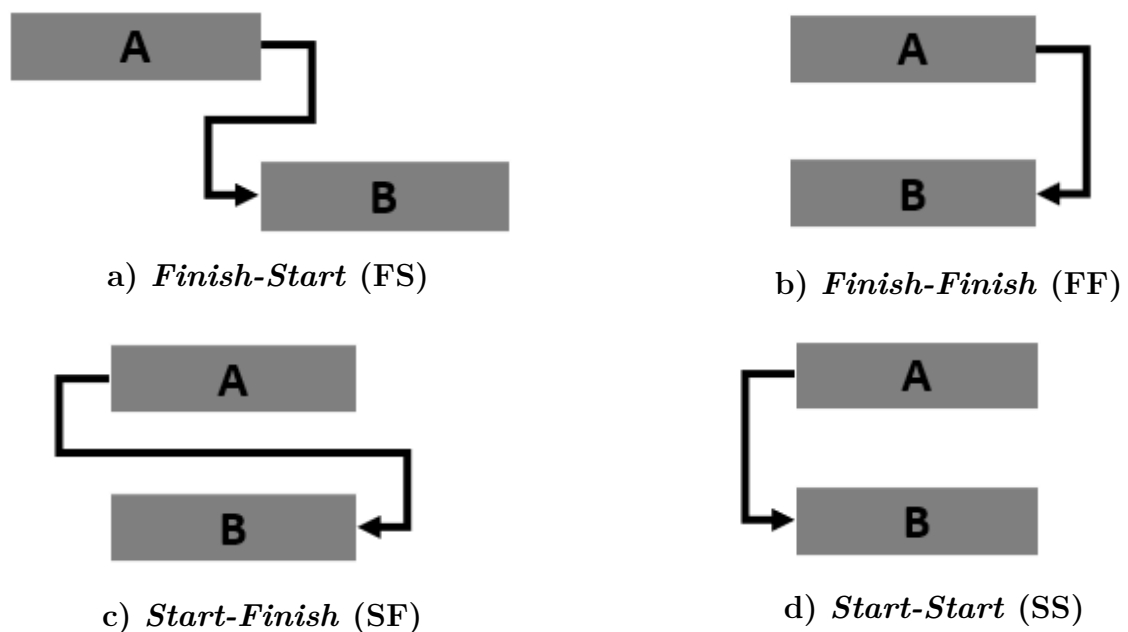 A
B
a) Finish-Start (FS)
A
B
b) Finish-Finish (FF)
A
B
c) Start-Finish (SF)
A
B
d) Start-Start (SS)